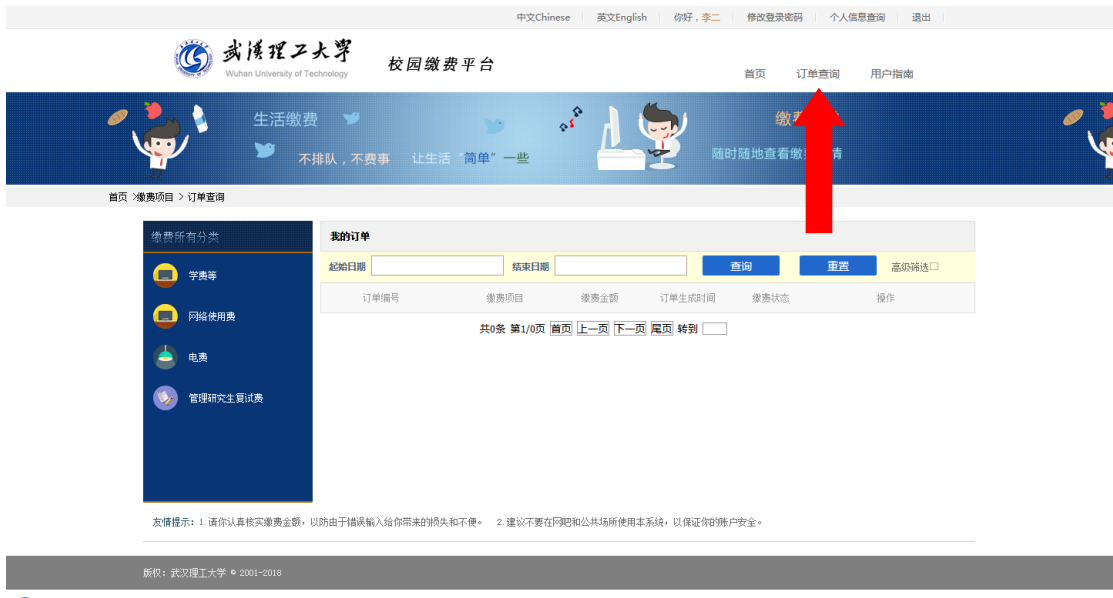 中文Chinese 英文English 你好，李二 修改登录密码 个人信息查询 退出
武汉理工大学
Wuhan University of Technology
校园缴费平台
首页 订单查询 用户指南
生活缴费
不排队，不费事 让生活“简单”一些
随时随地查看缴
首页 >缴费项目 > 订单查询
缴费所有分类
学费等
网络使用费
电费
管理研究生复试费
我的订单
起始日期 结束日期 查询 重置 高级筛选
订单编号 缴费项目 缴费金额 订单生成时间 缴费状态 操作
共0条 第1/0页 首页 上一页 下一页 尾页 转到
友情提示：1.请你认真核实缴费金额，以防由于错误输入给你带来的损失和不便。 2.建议不要在网吧和公共场所使用本系统，以保证你的账户安全。
版权：武汉理工大学 © 2001-2018